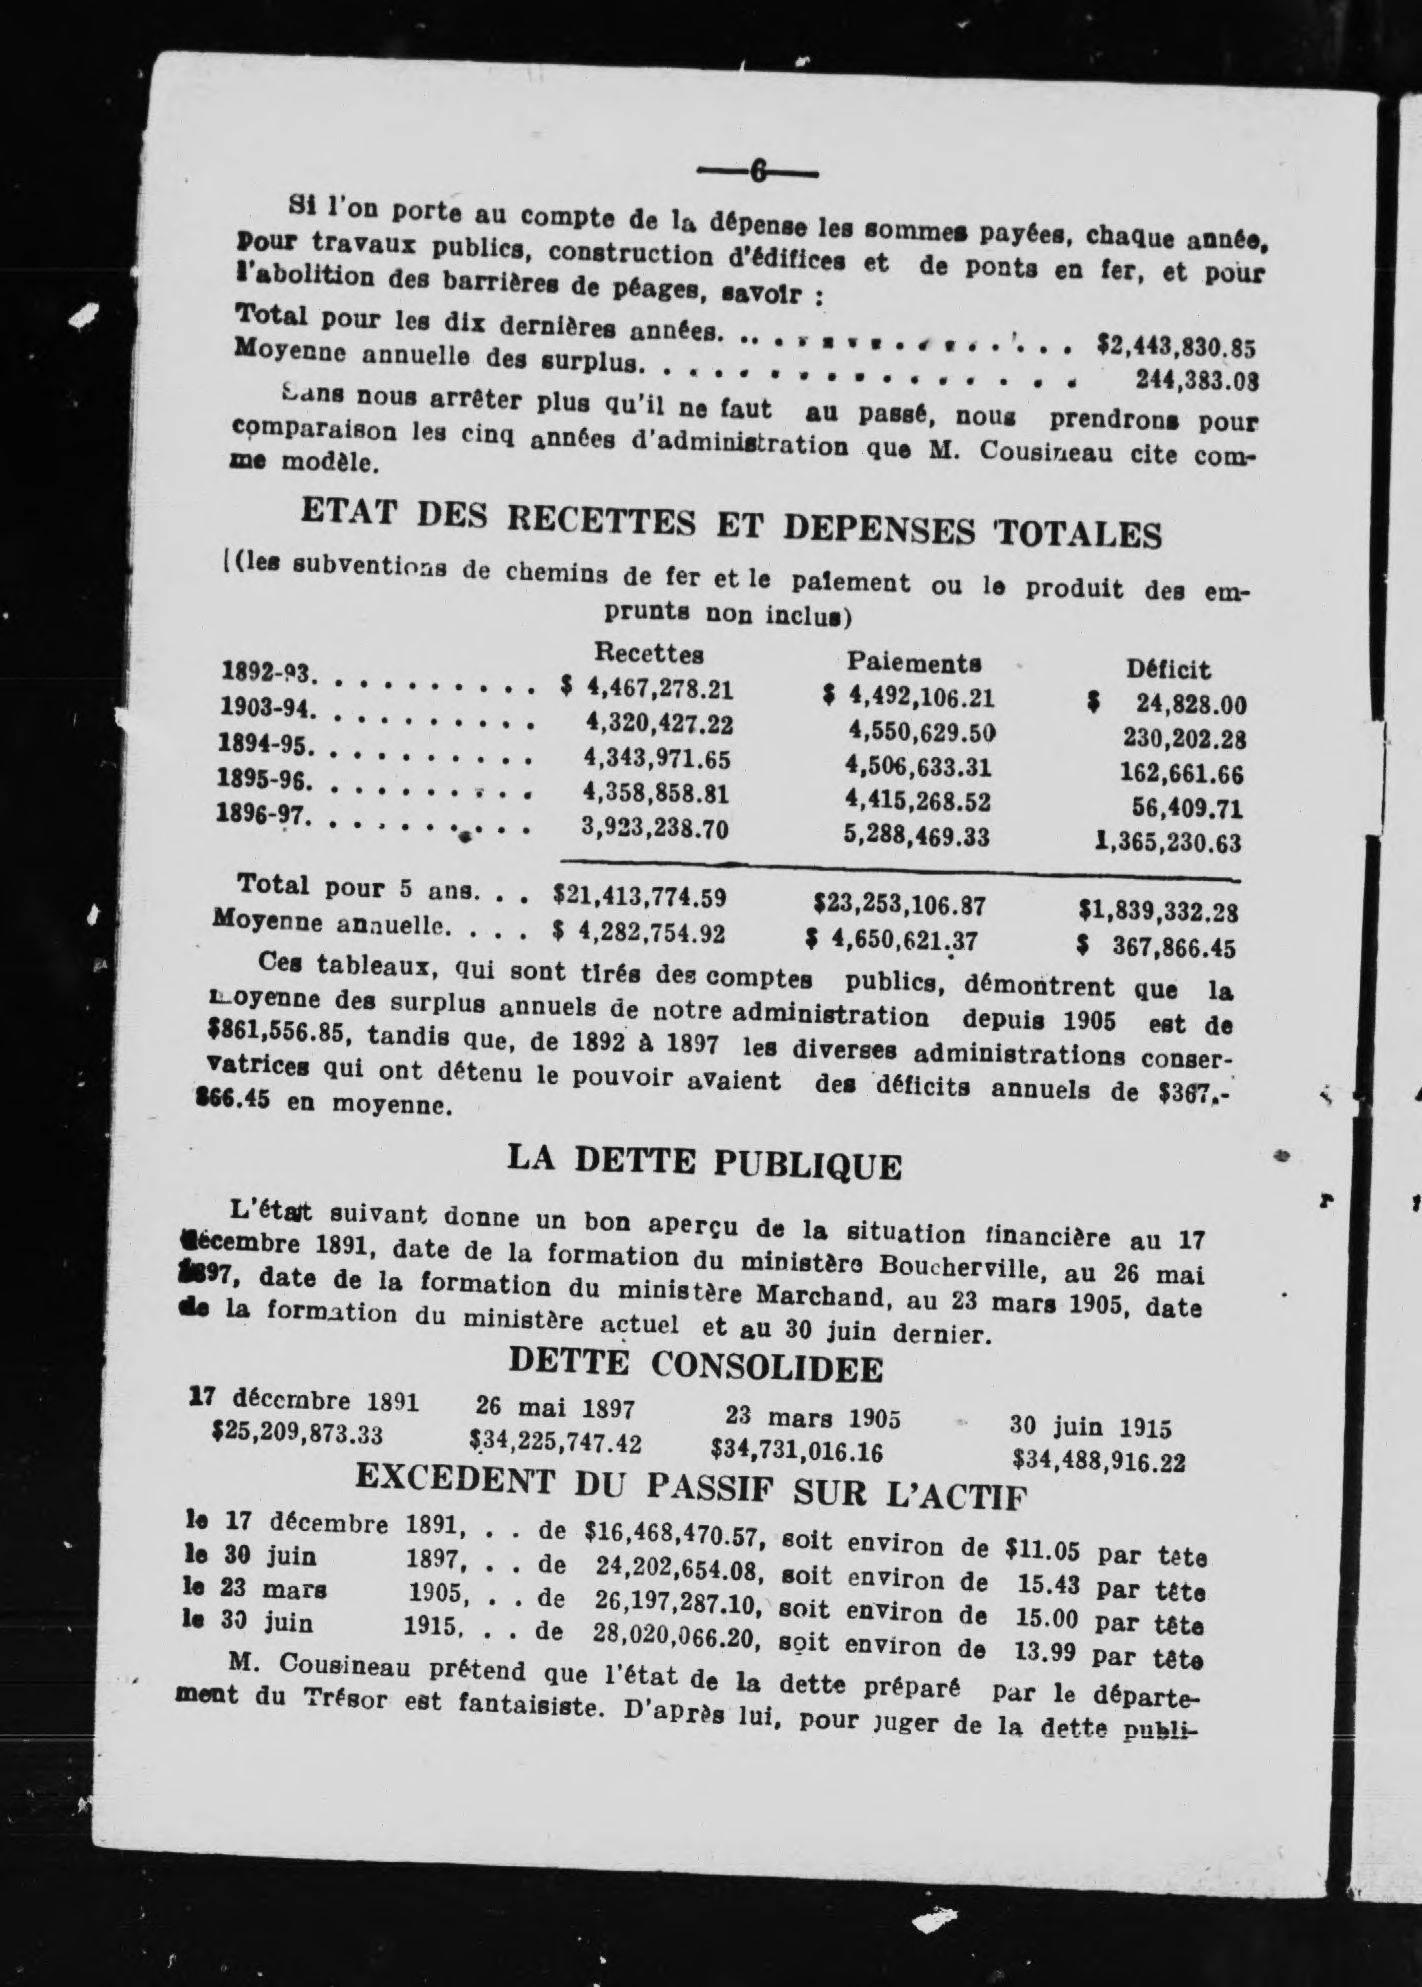 —6—
Si l'on porte au compte de la dépense les sommes payées, chaque année,
pour travaux publics, construction d'édifices et de ponts en fer, et pour
l'abolition des barrières de péages, savoir :
Total pour les dix dernières années. .. . . . . . . . . . . . . . $2,443,830.85
Moyenne annuelle des surplus. . . . . . . . . . . . . . . . . 244,383.08
Sans nous arrêter plus qu'il ne faut au passé, nous prendrons pour
comparaison les cinq années d'administration que M. Cousineau cite com-
me modèle.
ETAT DES RECETTES ET DEPENSES TOTALES
(les subventions de chemins de fer et le paiement ou le produit des em-
prunts non inclus)
Recettes Paiements Déficit
1892-93. . . . . . . . . . $ 4,467,278.21 $ 4,492,106.21 $ 24,828.00
1903-94. . . . . . . . . . 4,320,427.22 4,550,629.50 230,202.28
1894-95. . . . . . . . . . 4,343,971.65 4,506,633.31 162,661.66
1895-96. . . . . . . . . . 4,358,858.81 4,415,268.52 56,409.71
1896-97. . . . . . . . . . 3,923,238.70 5,288,469.33 1,365,230.63
Total pour 5 ans. . . $21,413,774.59 $23,253,106.87 $1,839,332.28
Moyenne annuelle. . . . $ 4,282,754.92 $ 4,650,621.37 $ 367,866.45
Ces tableaux, qui sont tirés des comptes publics, démontrent que la
moyenne des surplus annuels de notre administration depuis 1905 est de
$861,556.85, tandis que, de 1892 à 1897 les diverses administrations conser-
vatrices qui ont détenu le pouvoir avaient des déficits annuels de $367,-
866.45 en moyenne.
LA DETTE PUBLIQUE
L'état suivant donne un bon aperçu de la situation financière au 17
décembre 1891, date de la formation du ministère Boucherville, au 26 mai
1897, date de la formation du ministère Marchand, au 23 mars 1905, date
de la formation du ministère actuel et au 30 juin dernier.
DETTE CONSOLIDEE
17 décembre 1891 26 mai 1897 23 mars 1905 30 juin 1915
$25,209,873.33 $34,225,747.42 $34,731,016.16 $34,488,916.22
EXCEDENT DU PASSIF SUR L'ACTIF
le 17 décembre 1891, . . de $16,468,470.57, soit environ de $11.05 par tête
le 30 juin 1897, . . de 24,202,654.08, soit environ de 15.43 par tête
le 23 mars 1905, . . de 26,197,287.10, soit environ de 15.00 par tête
le 30 juin 1915, . . de 28,020,066.20, soit environ de 13.99 par tête
M. Cousineau prétend que l'état de la dette préparé par le départe-
ment du Trésor est fantaisiste. D'après lui, pour juger de la dette publi-